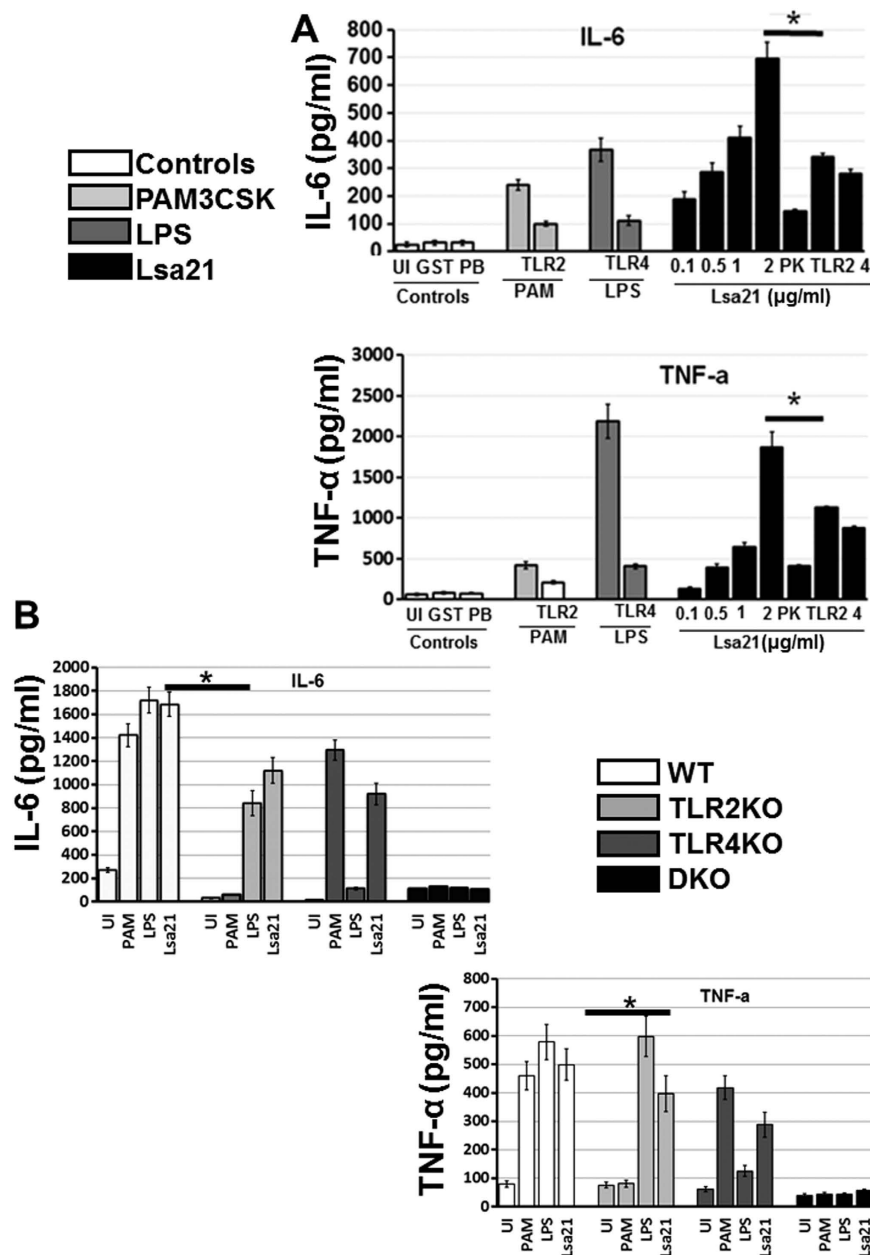 A
IL-6
*
IL-6 (pg/ml)
800
700
600
400
300
200
100
0
UI GST PB TLR2 TLR4 0.1 0.5 1 2 PK TLR2 4
Controls PAM LPS Lsa21 (µg/ml)
Controls
PAM3CSK
LPS
Lsa21
TNF-a
*
TNF-α (pg/ml)
3000
2500
2000
1500
1000
500
0
UI GST PB TLR2 TLR4 0.1 0.5 1 2 PK TLR2 4
Controls PAM LPS Lsa21(µg/ml)
B
IL-6
*
IL-6 (pg/ml)
2000
1800
1600
1400
1200
1000
800
600
400
200
0
UI PAM LPS Lsa21 UI PAM LPS Lsa21 UI PAM LPS Lsa21 UI PAM LPS Lsa21
WT
TLR2KO
TLR4KO
DKO
TNF-a
*
TNF-α (pg/ml)
800
700
600
500
400
300
200
100
0
UI PAM LPS Lsa21 UI PAM LPS Lsa21 UI PAM LPS Lsa21 UI PAM LPS Lsa21